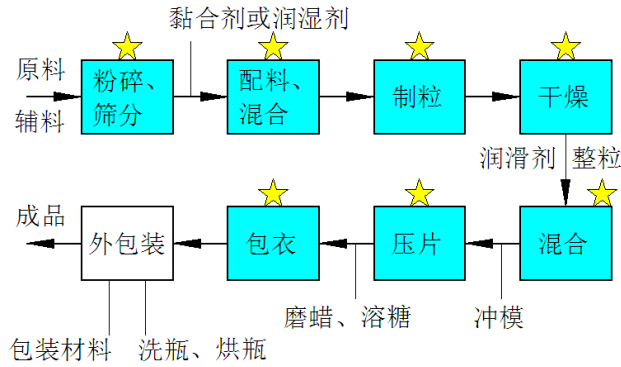 黏合剂或润湿剂
原料
辅料
粉碎、
筛分
配料、
混合
制粒
干燥
润滑剂
整粒
成品
外包装
包衣
压片
混合
磨蜡、溶糖
冲模
包装材料
洗瓶、烘瓶